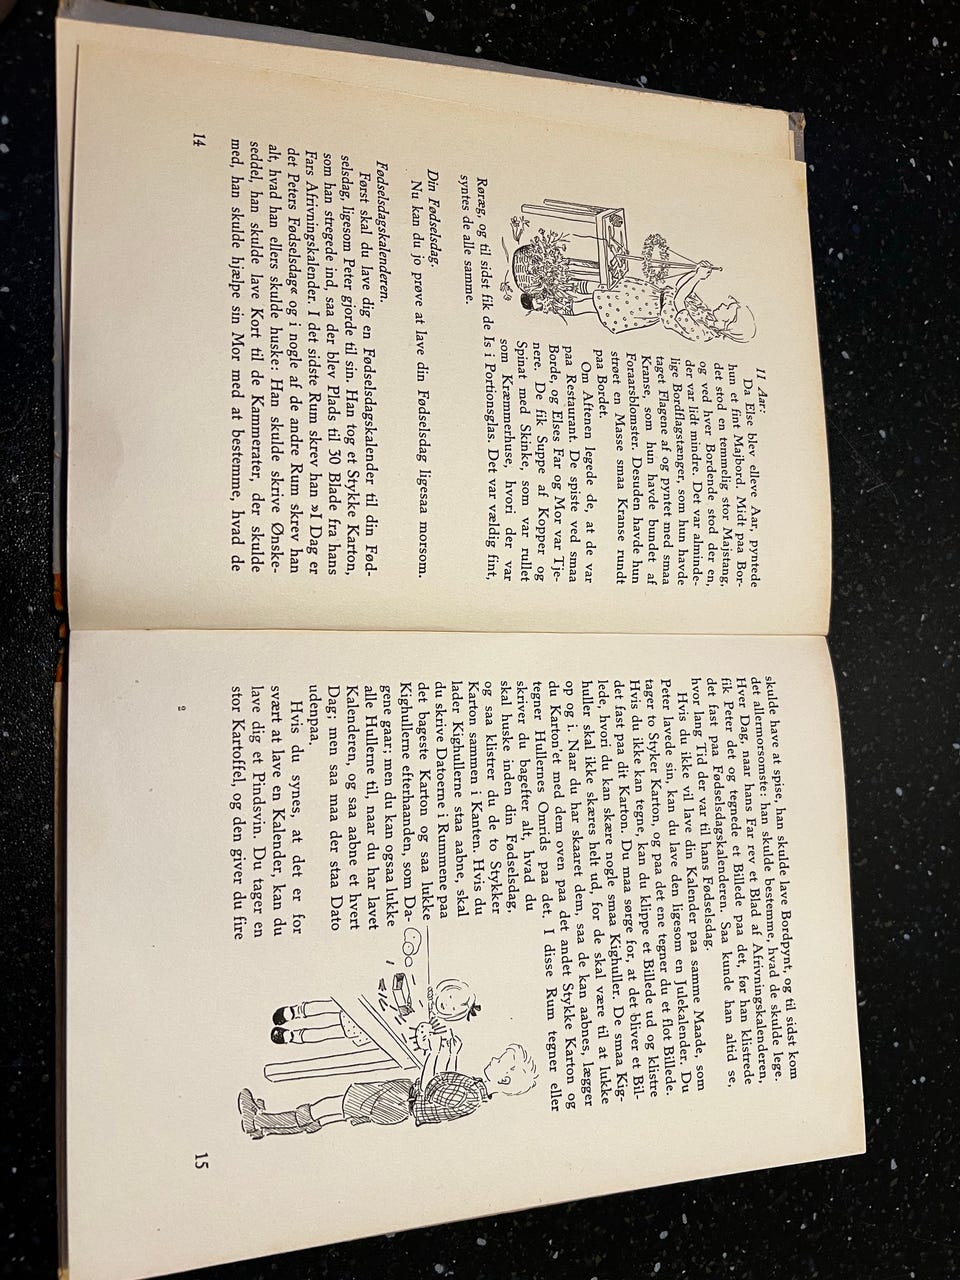 11 Aar:
Da Else blev elleve Aar, pyntede
hun et fint Majbord. Midt paa Bor-
det stod en temmelig stor Majstang,
og ved hver Bordende stod der en,
der var lidt mindre. Det var alminde-
lige Bordflagstænger, som hun havde
taget Flagene af og pyntet med smaa
Kranse, som hun havde bundet af
Foraarsblomster. Desuden havde hun
strøet en Masse smaa Kranse rundt
paa Bordet.
Om Aftenen legede de, at de var
paa Restaurant. De spiste ved smaa
Borde, og Elses Far og Mor var Tje-
nere. De fik Suppe af Kopper og
Spinat med Skinke, som var rullet
som Kræmmerhuse, hvori der var
Røræg, og til sidst fik de Is i Portionsglas. Det var vældig fint,
syntes de alle samme.
Din Fødselsdag.
Nu kan du jo prøve at lave din Fødselsdag ligesaa morsom.
Fødselsdagskalenderen.
Først skal du lave dig en Fødselsdagskalender til din Fød-
selsdag, ligesom Peter gjorde til sin. Han tog et Stykke Karton,
som han stregede ind, saa der blev Plads til 30 Blade fra hans
Fars Afrivningskalender. I det sidste Rum skrev han »I Dag er
det Peters Fødselsdag« og i nogle af de andre Rum skrev han
alt, hvad han ellers skulde huske: Han skulde skrive Ønske-
seddel, han skulde lave Kort til de Kammerater, der skulde
med, han skulde hjælpe sin Mor med at bestemme, hvad de
14
skulde have at spise, han skulde lave Bordpynt, og til sidst kom
det allermorsomste: han skulde bestemme, hvad de skulde lege.
Hver Dag, naar hans Far rev et Blad af Afrivningskalenderen,
fik Peter det og tegnede et Billede paa det, før han klistrede
det fast paa Fødselsdagskalenderen. Saa kunde han altid se,
hvor lang Tid der var til hans Fødselsdag.
Hvis du ikke vil lave din Kalender paa samme Maade, som
Peter lavede sin, kan du lave den ligesom en Julekalender. Du
tager to Styker Karton, og paa det ene tegner du et flot Billede.
Hvis du ikke kan tegne, kan du klippe et Billede ud og klistre
det fast paa dit Karton. Du maa sørge for, at det bliver et Bil-
lede, hvori du kan skære nogle smaa Kighuller. De smaa Kig-
huller skal ikke skæres helt ud, for de skal være til at lukke
op og i. Naar du har skaaret dem, saa de kan aabnes, lægger
du Karton'et med dem oven paa det andet Stykke Karton og
tegner Hullernes Omrids paa det. I disse Rum tegner eller
skriver du bagefter alt, hvad du
skal huske inden din Fødselsdag,
og saa klistrer du de to Stykker
Karton sammen i Kanten. Hvis du
lader Kighullerne staa aabne, skal
du skrive Datoerne i Rummene paa
det bageste Karton og saa lukke
Kighullerne efterhaanden, som Da-
gene gaar; men du kan ogsaa lukke
alle Hullerne til, naar du har lavet
Kalenderen, og saa aabne et hvert
Dag; men saa maa der staa Dato
udenpaa.
Hvis du synes, at det er for
svært at lave en Kalender, kan du
lave dig et Pindsvin. Du tager en
stor Kartoffel, og den giver du fire
2
15